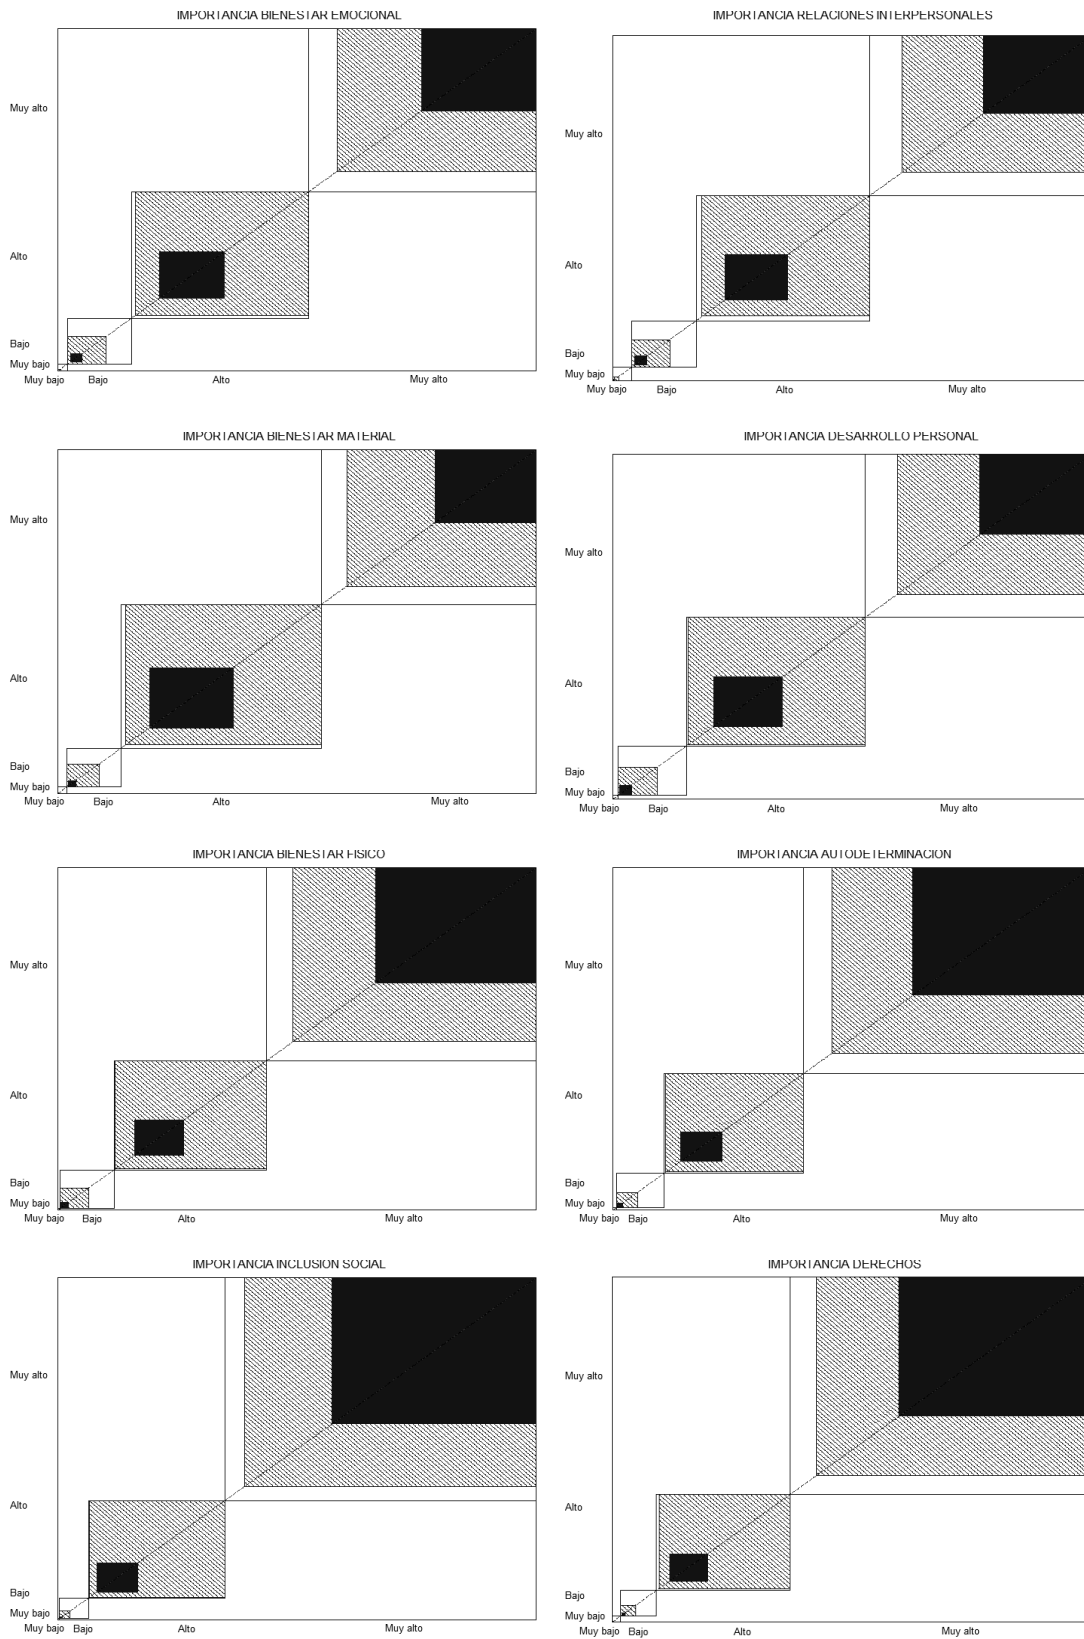 IMPORTANCIA BIENESTAR EMOCIONAL
Muy alto
Alto
Bajo
Muy bajo
Muy bajo Bajo Alto Muy alto
IMPORTANCIA RELACIONES INTERPERSONALES
Muy alto
Alto
Bajo
Muy bajo
Muy bajo Bajo Alto Muy alto
IMPORTANCIA BIENESTAR MATERIAL
Muy alto
Alto
Bajo
Muy bajo
Muy bajo Bajo Alto Muy alto
IMPORTANCIA DESARROLLO PERSONAL
Muy alto
Alto
Bajo
Muy bajo
Muy bajo Bajo Alto Muy alto
IMPORTANCIA BIENESTAR FISICO
Muy alto
Alto
Bajo
Muy bajo
Muy bajo Bajo Alto Muy alto
IMPORTANCIA AUTODETERMINACION
Muy alto
Alto
Bajo
Muy bajo
Muy bajo Bajo Alto Muy alto
IMPORTANCIA INCLUSION SOCIAL
Muy alto
Alto
Bajo
Muy bajo
Muy bajo Bajo Alto Muy alto
IMPORTANCIA DERECHOS
Muy alto
Alto
Bajo
Muy bajo
Muy bajo Bajo Alto Muy alto